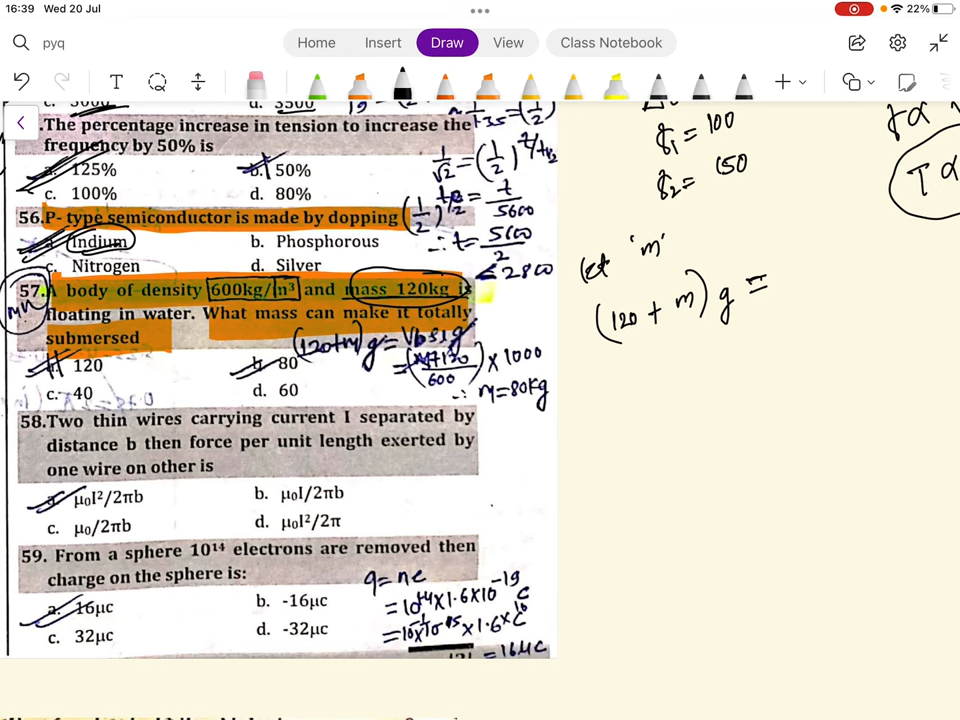 16:39 Wed 20 Jul
22%
pyq
Home Insert Draw View Class Notebook
T
d. 3500
.The percentage increase in tension to increase the
frequency by 50% is
a. 125% b. 150%
c. 100% d. 80%
1/√2 = (1/2)
5600
∴ t = 5600/2
= 2800
56.P- type semiconductor is made by dopping
a. Indium b. Phosphorous
c. Nitrogen d. Silver
57.A body of density 600kg/m³ and mass 120kg is
floating in water. What mass can make it totally
submersed
a. 120 b. 80
c. 40 d. 60
(120+m)g =
600
) × 1000
∴ m=80kg
58.Two thin wires carrying current I separated by
distance b then force per unit length exerted by
one wire on other is
a. μ₀I²/2πb b. μ₀I/2πb
c. μ₀/2πb d. μ₀I²/2π
59. From a sphere 10¹⁴ electrons are removed then
charge on the sphere is:
a. 16μc b. -16μc
c. 32μc d. -32μc
q = ne
= 10¹⁴ × 1.6 × 10⁻¹⁹ C
= 16μC
f₁ = 100
f₂ = 150
f α
T α
let 'm'
(120 + m) g =